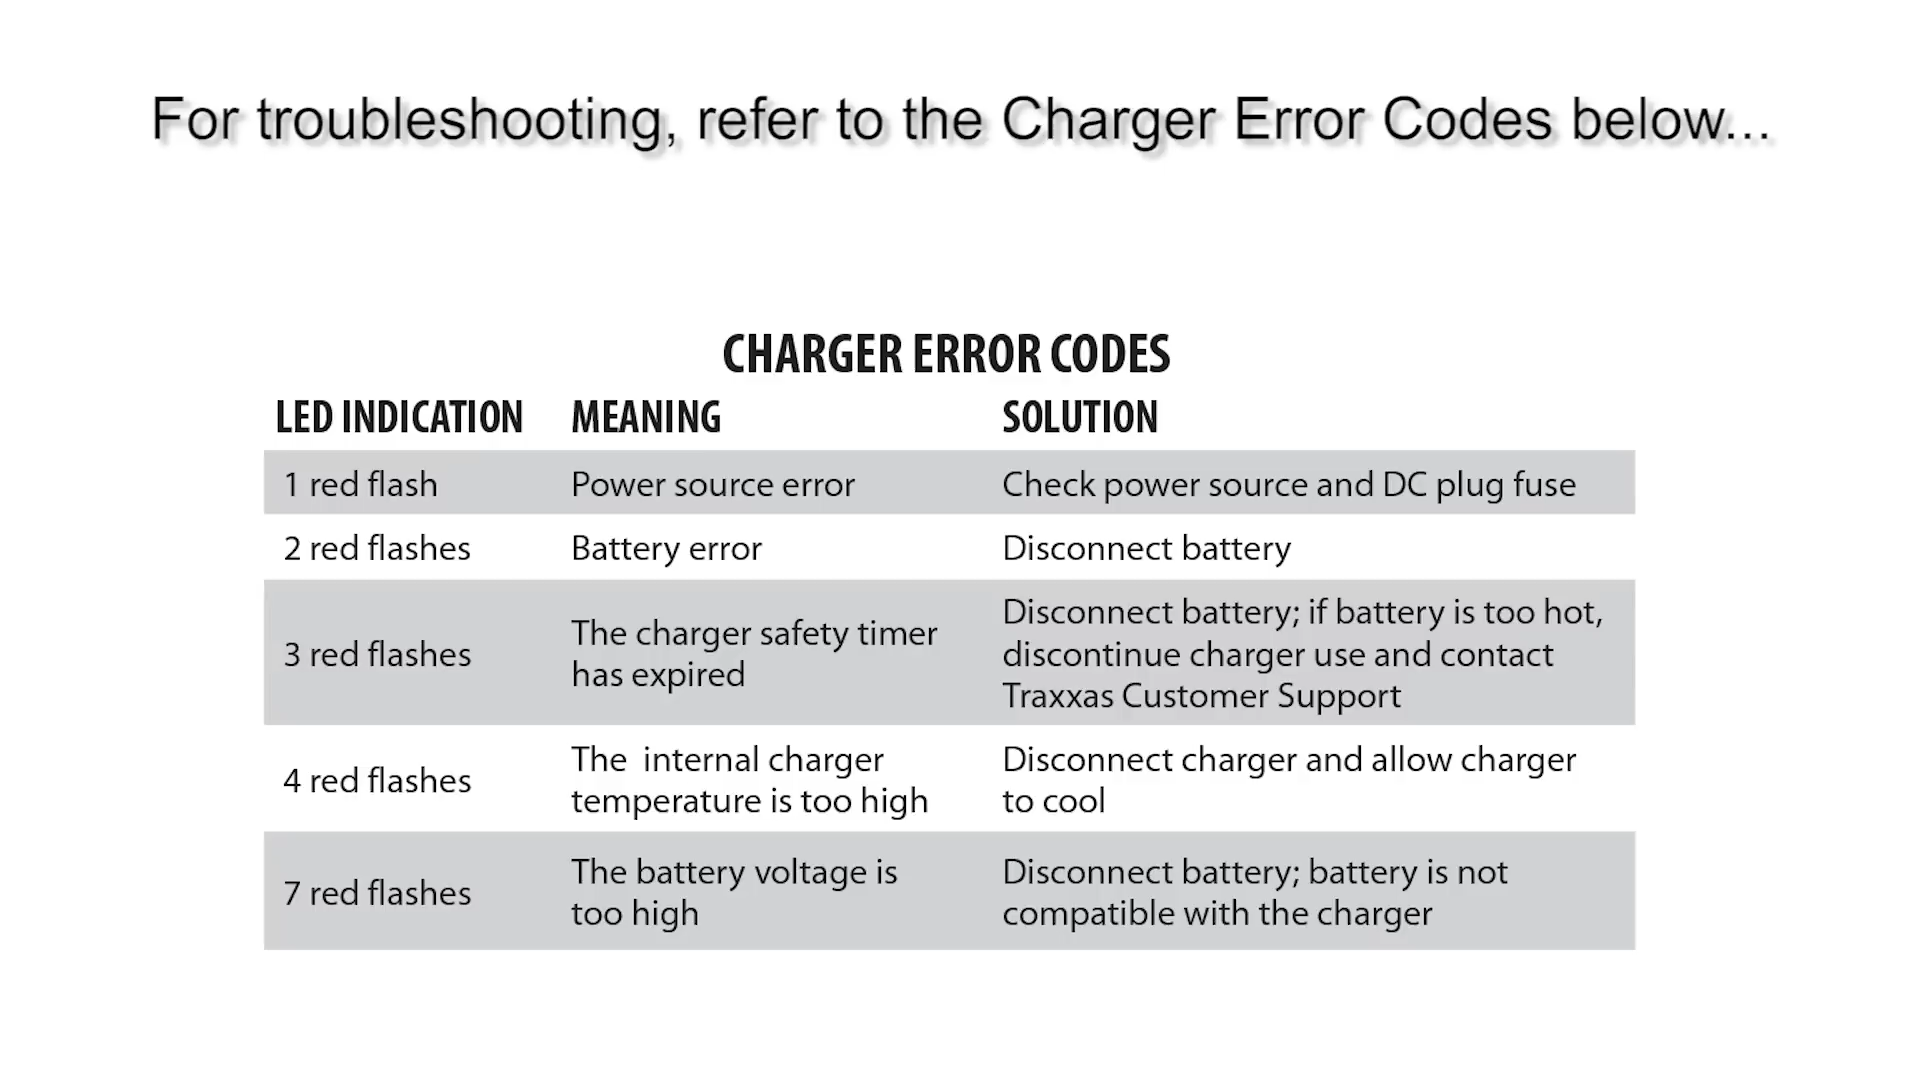 For troubleshooting, refer to the Charger Error Codes below...
CHARGER ERROR CODES
LED INDICATION MEANING SOLUTION
1 red flash Power source error Check power source and DC plug fuse
2 red flashes Battery error Disconnect battery
3 red flashes The charger safety timer has expired Disconnect battery; if battery is too hot, discontinue charger use and contact Traxxas Customer Support
4 red flashes The internal charger temperature is too high Disconnect charger and allow charger to cool
7 red flashes The battery voltage is too high Disconnect battery; battery is not compatible with the charger